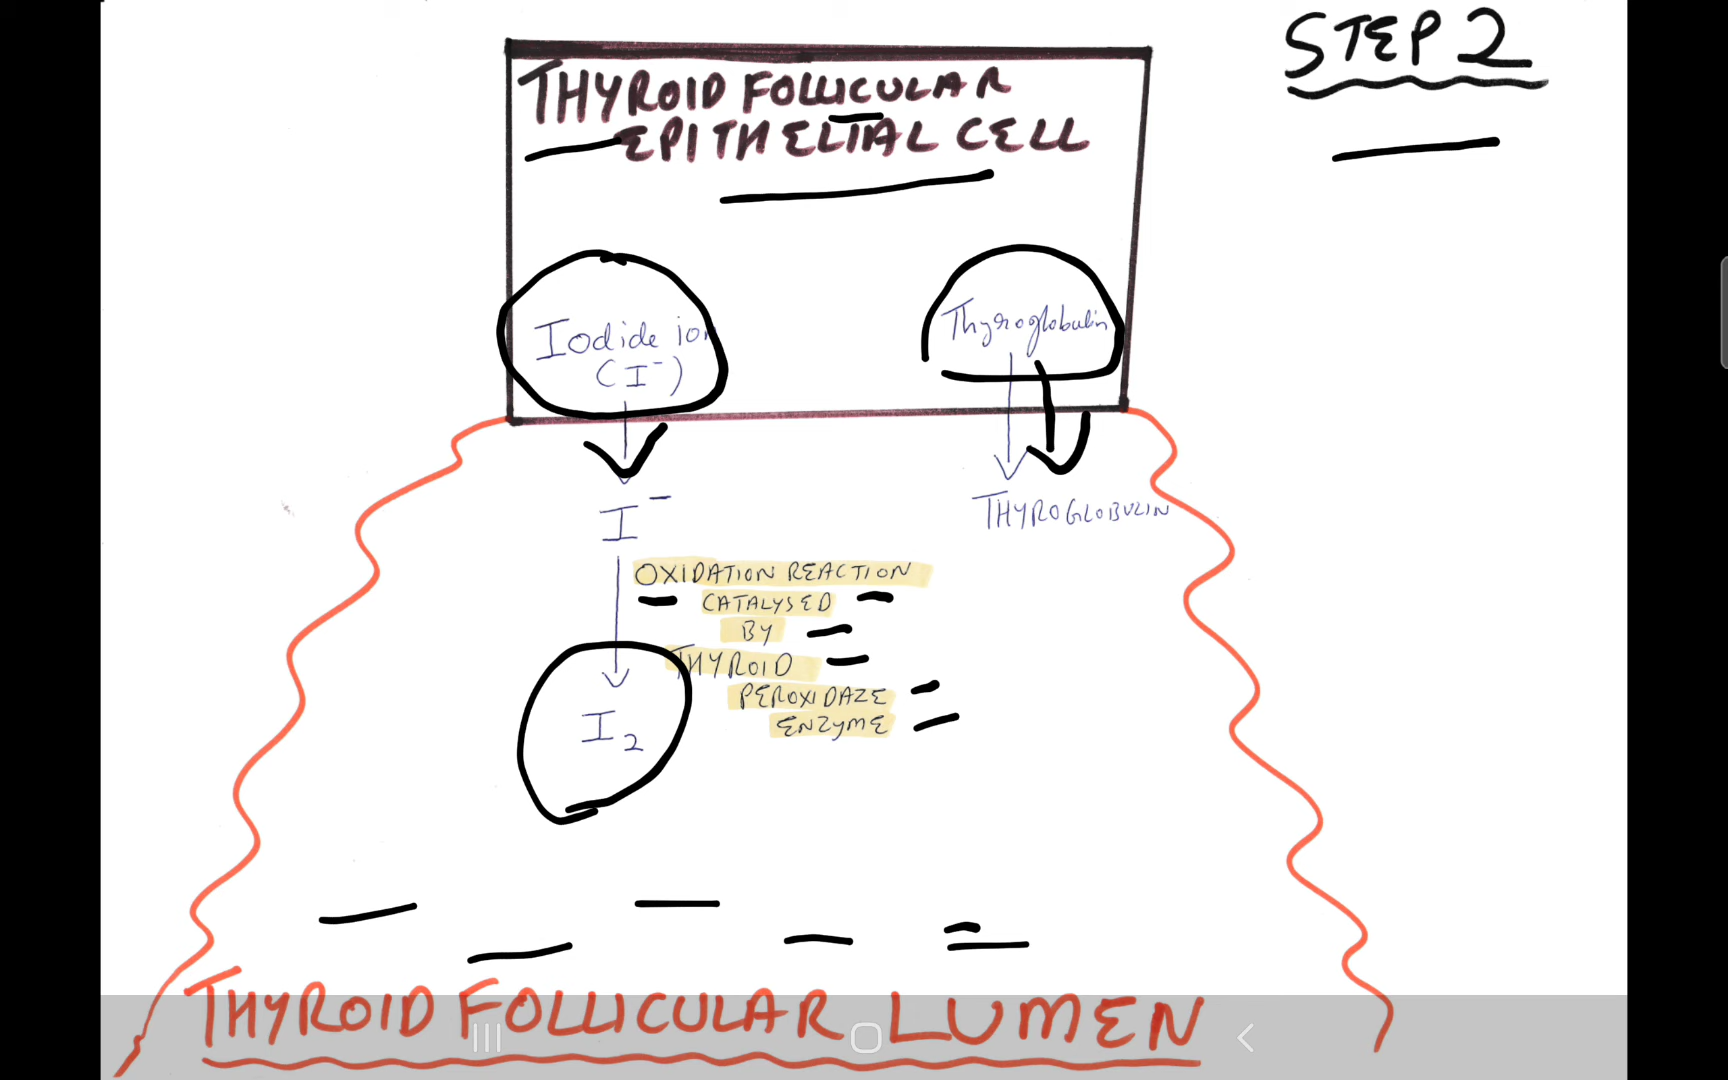 STEP 2
THYROID FOLLICULAR
EPITHELIAL CELL
Iodide ion
(I⁻)
Thyroglobulin
I⁻
THYROGLOBULIN
OXIDATION REACTION
CATALYSED
BY
THYROID
PEROXIDAZE
ENZYME
I₂
THYROID FOLLICULAR LUMEN